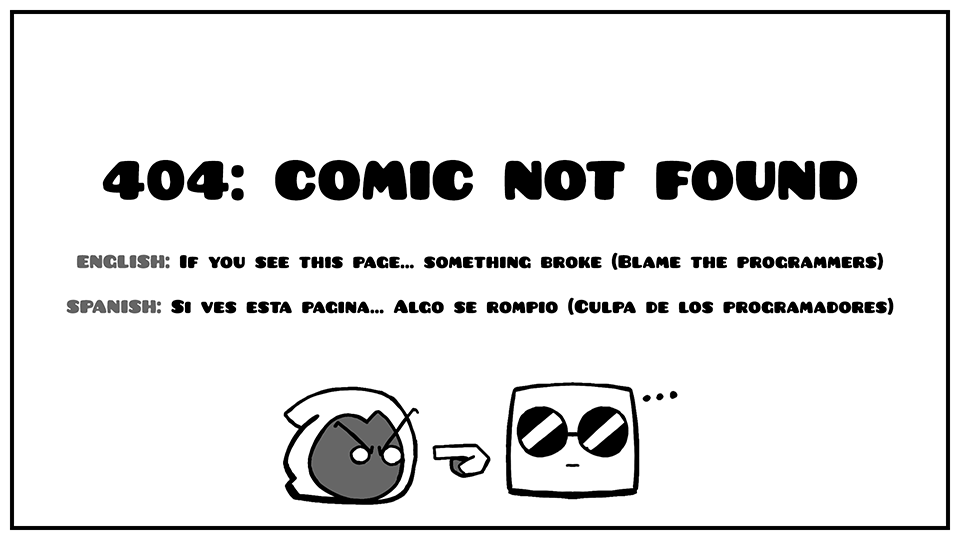 404: COMIC NOT FOUND
ENGLISH: IF YOU SEE THIS PAGE... SOMETHING BROKE (BLAME THE PROGRAMMERS)
SPANISH: SI VES ESTA PAGINA... ALGO SE ROMPIO (CULPA DE LOS PROGRAMADORES)
...